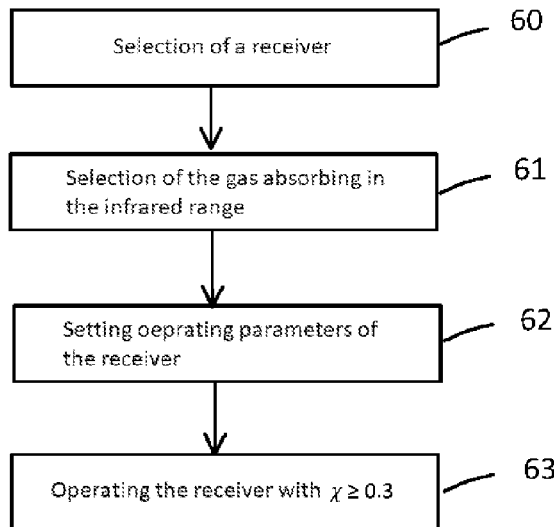 Selection of a receiver
60
Selection of the gas absorbing in
the infrared range
61
Setting oeprating parameters of
the receiver
62
Operating the receiver with χ ≥ 0.3
63